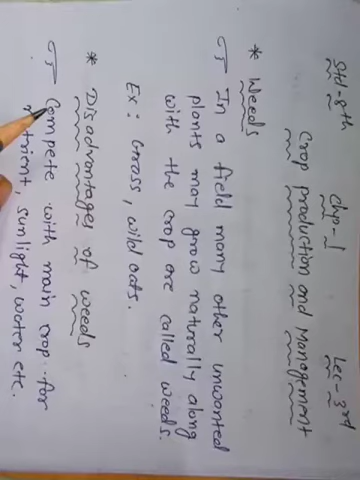 Std-8th chp-1 Lec-3rd
Crop production and Management
* Weeds
In a field many other unwanted
plants may grow naturally along
with the crop are called weeds.
Ex: Grass, wild oats.
* Disadvantages of weeds
Compete with main crop for
sunlight, water etc.